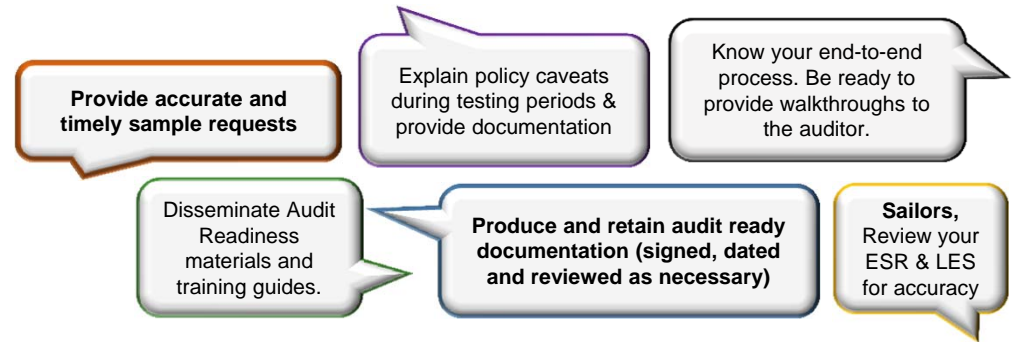 Provide accurate and
timely sample requests
Explain policy caveats
during testing periods &
provide documentation
Know your end-to-end
process. Be ready to
provide walkthroughs to
the auditor.
Disseminate Audit
Readiness
materials and
training guides.
Produce and retain audit ready
documentation (signed, dated
and reviewed as necessary)
Sailors,
Review your
ESR & LES
for accuracy